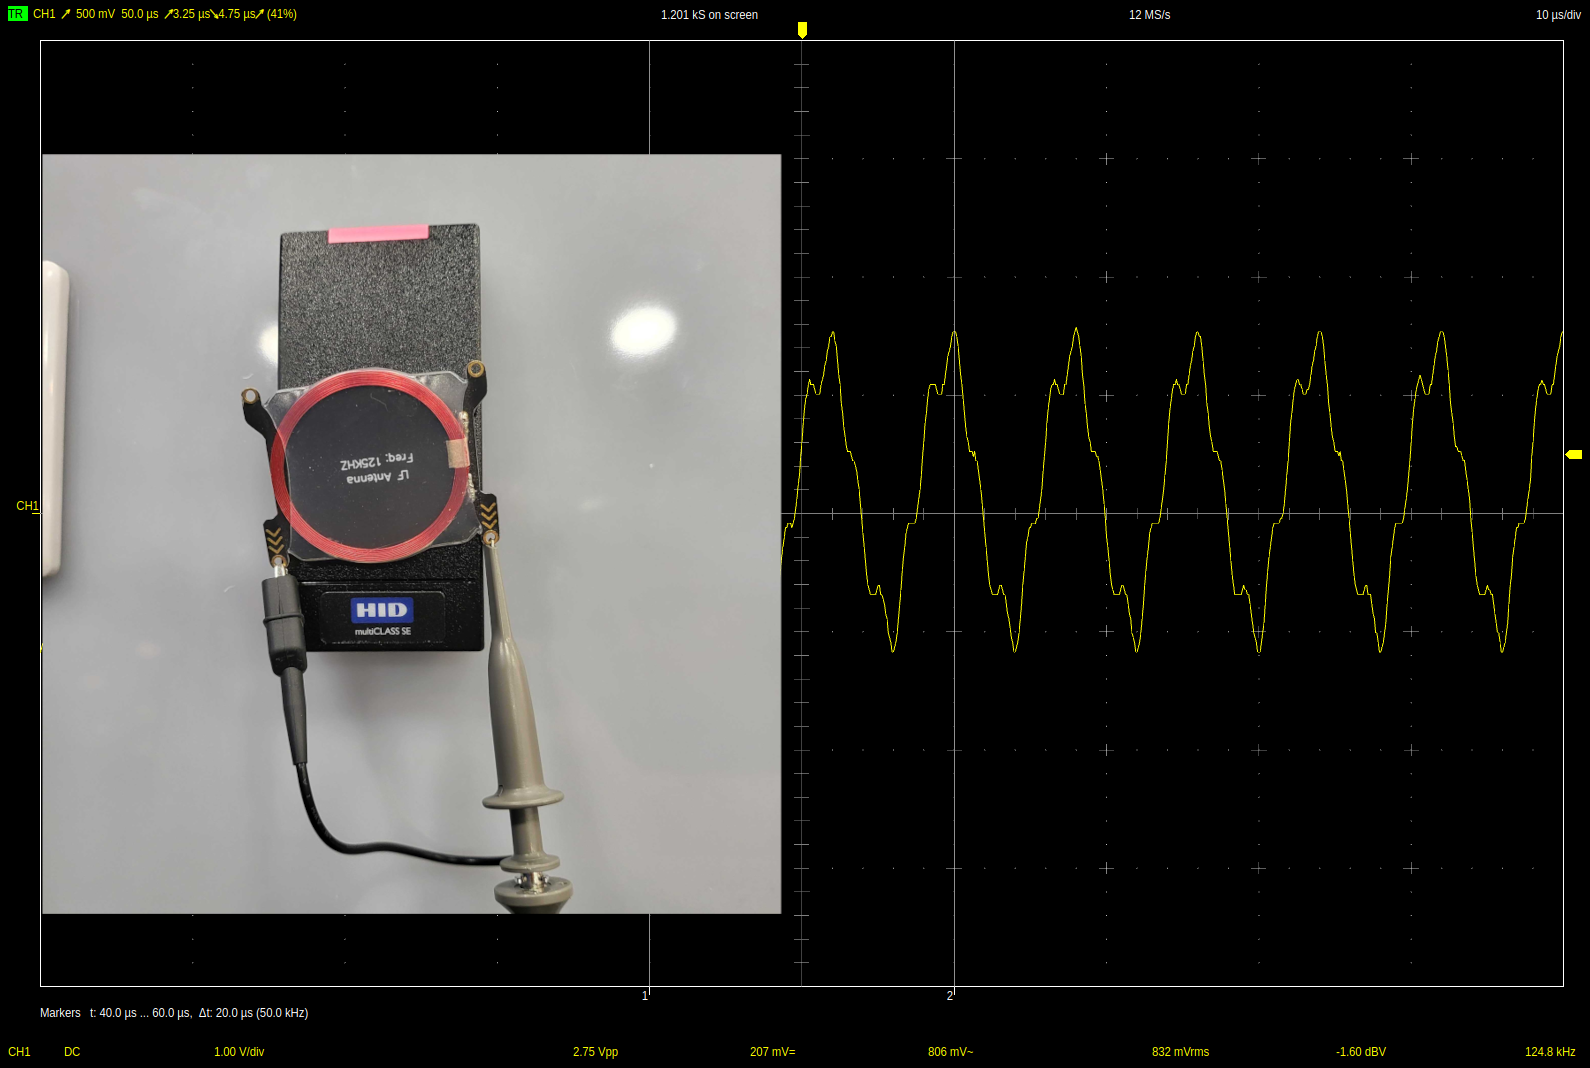 TR CH1 500 mV 50.0 µs 3.25 µs 4.75 µs (41%)
1.201 kS on screen
12 MS/s
10 µs/div
CH1
Freq: 125KHZ
LF Antenna
HID
multiCLASS SE
1
2
Markers t: 40.0 µs ... 60.0 µs, Δt: 20.0 µs (50.0 kHz)
CH1 DC 1.00 V/div 2.75 Vpp 207 mV= 806 mV~ 832 mVrms -1.60 dBV 124.8 kHz